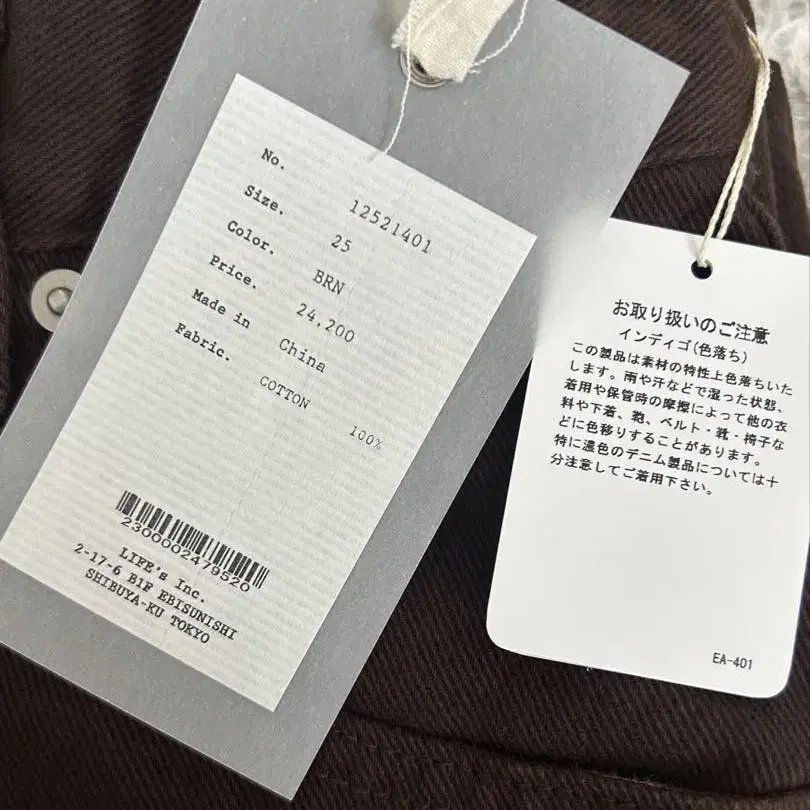 No. 12521401
Size. 25
Color. BRN
Price. 24,200
Made in China
Fabric. COTTON 100%
2300002479520
LIFE's Inc.
2-17-6 B1F EBISUNISHI
SHIBUYA-KU TOKYO
お取り扱いのご注意
インディゴ(色落ち)
この製品は素材の特性上色落ちいた
します。雨や汗などで湿った状態、
着用や保管時の摩擦によって他の衣
料や下着、鞄、ベルト・靴・椅子な
どに色移りすることがあります。
特に濃色のデニム製品については十
分注意してご着用下さい。
EA-401